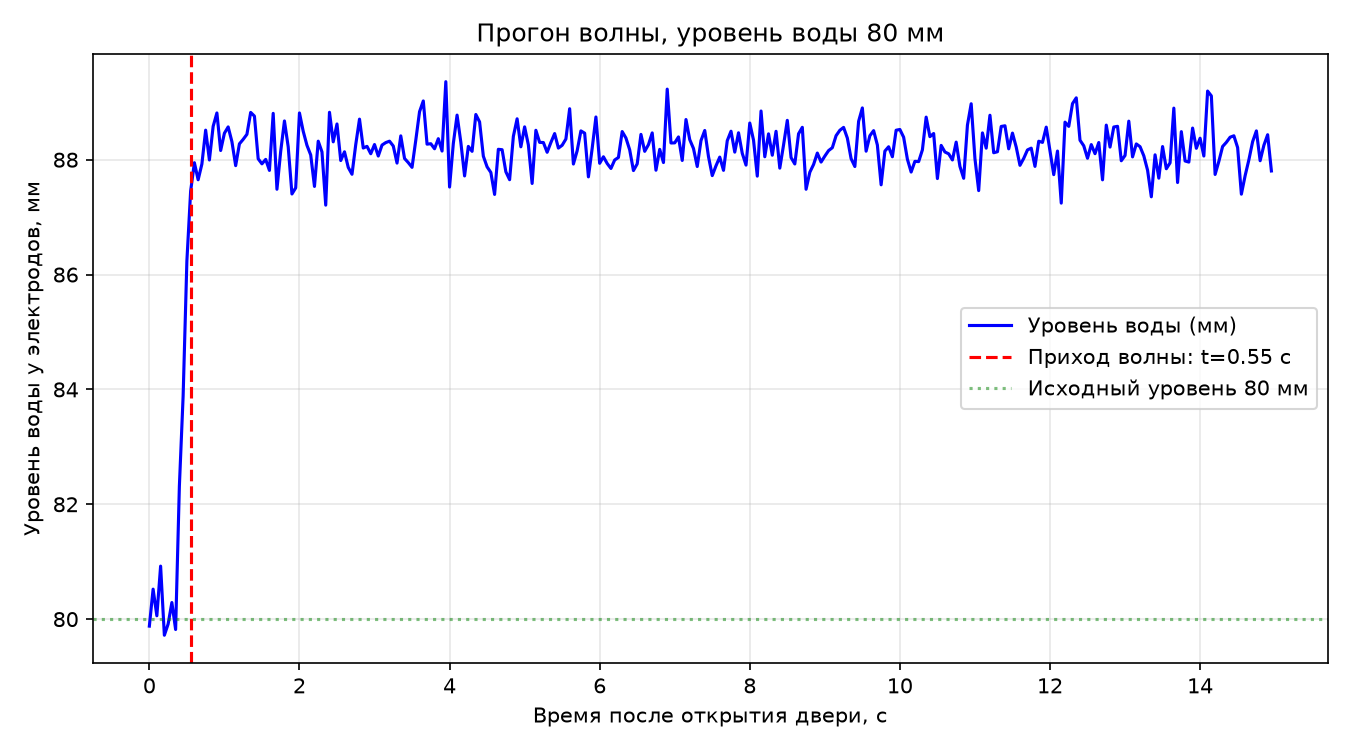 Прогон волны, уровень воды 80 мм
Уровень воды у электродов, мм
88
86
84
82
80
Уровень воды (мм)
Приход волны: t=0.55 с
Исходный уровень 80 мм
0 2 4 6 8 10 12 14
Время после открытия двери, с